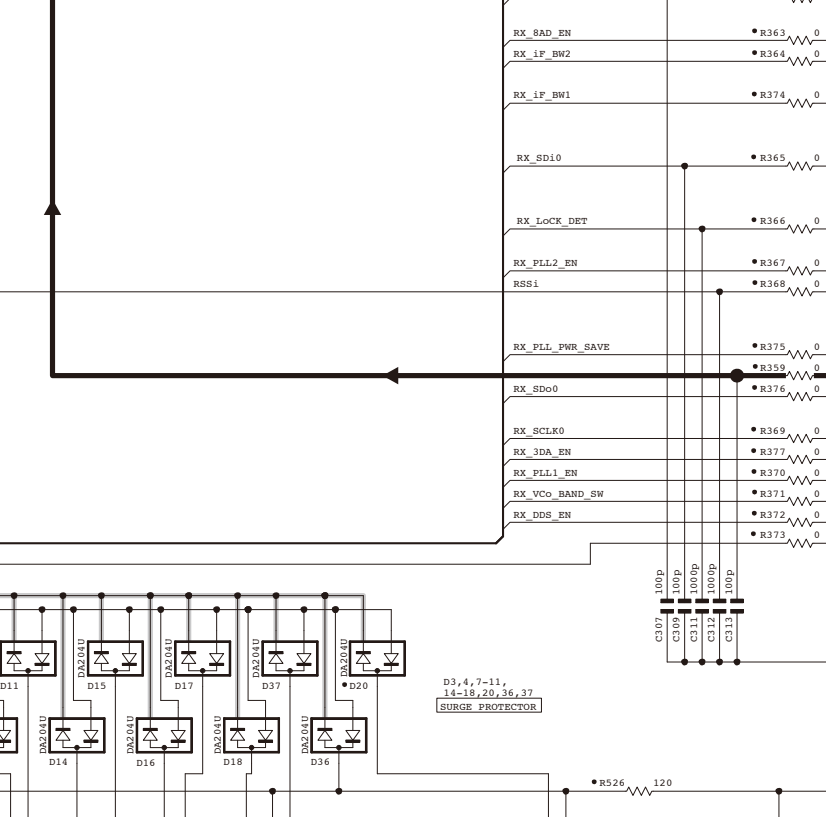 RX_8AD_EN R363 0
RX_iF_BW2 R364 0
RX_iF_BW1 R374 0
RX_SDi0 R365 0
RX_LoCK_DET R366 0
RX_PLL2_EN R367 0
RSSi R368 0
RX_PLL_PWR_SAVE R375 0
R359 0
RX_SDo0 R376 0
RX_SCLK0 R369 0
RX_3DA_EN R377 0
RX_PLL1_EN R370 0
RX_VCo_BAND_SW R371 0
RX_DDS_EN R372 0
R373 0
C307 100p
C309 100p
C311 1000p
C312 1000p
C313 100p
D11
DA204U D15
DA204U D17
DA204U D37
DA204U D20
DA204U D14
DA204U D16
DA204U D18
DA204U D36
D3,4,7-11,
14-18,20,36,37
SURGE PROTECTOR
R526 120